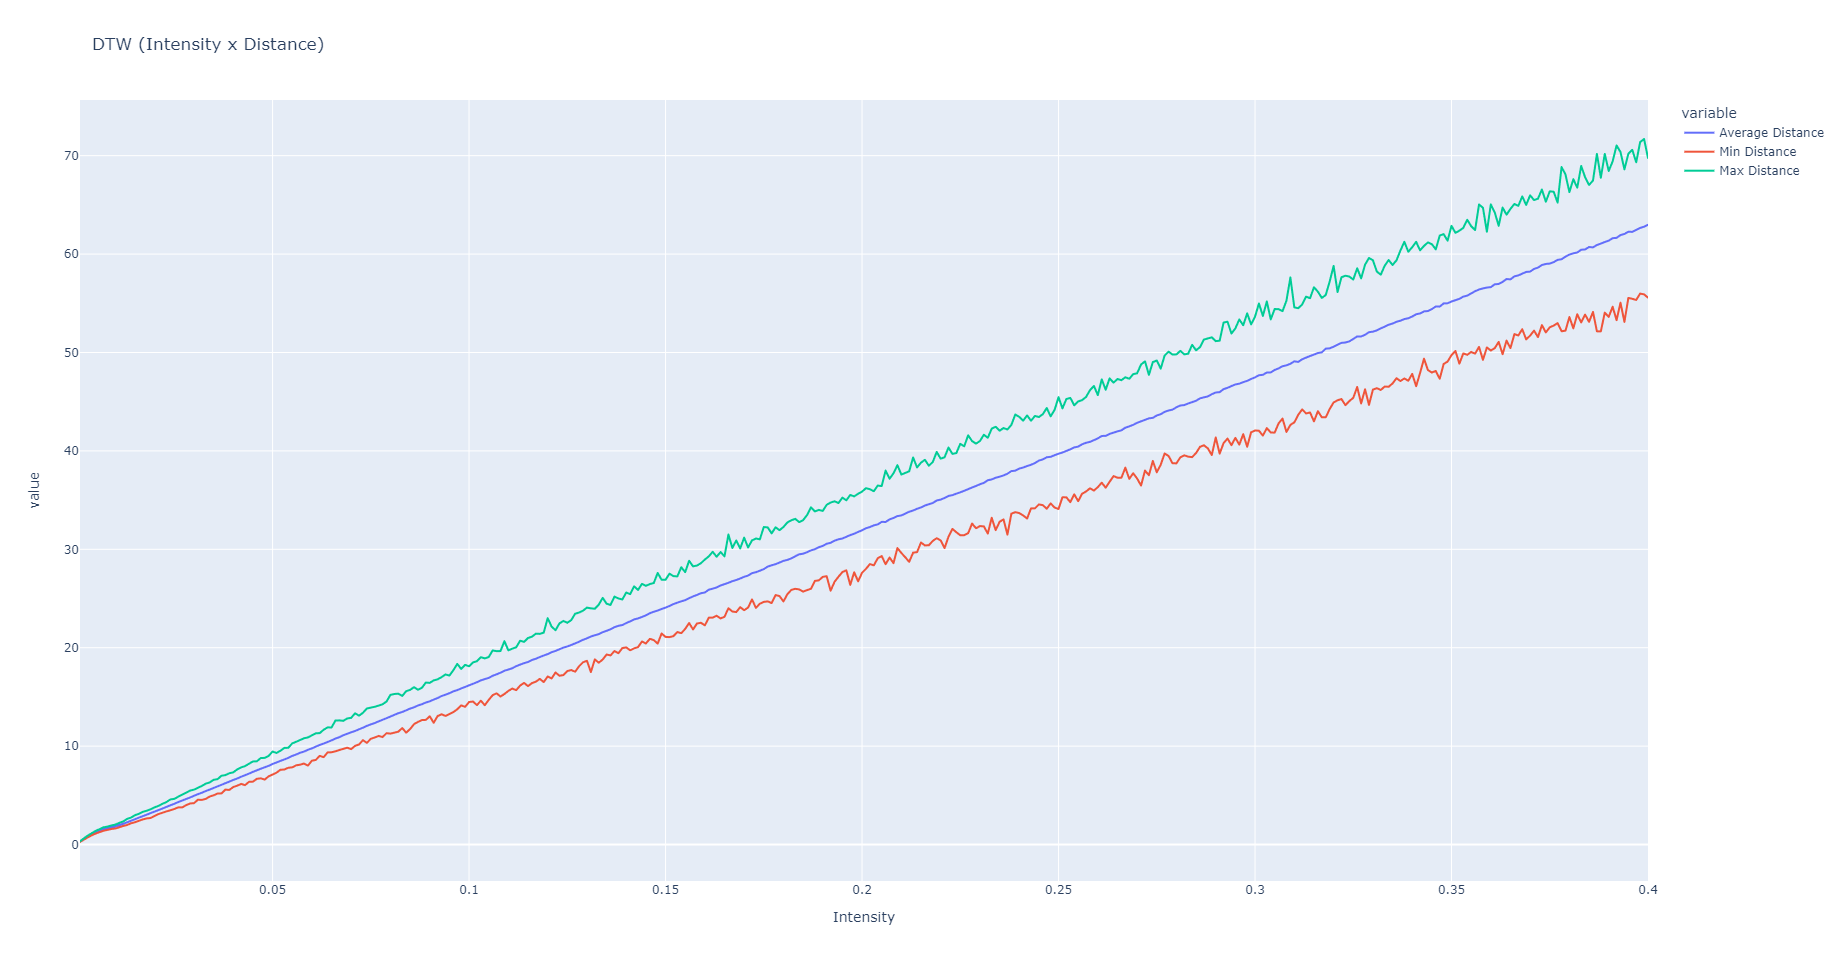 DTW (Intensity x Distance)
variable
Average Distance
Min Distance
Max Distance
value
70
60
50
40
30
20
10
0
0.05
0.1
0.15
0.2
0.25
0.3
0.35
0.4
Intensity